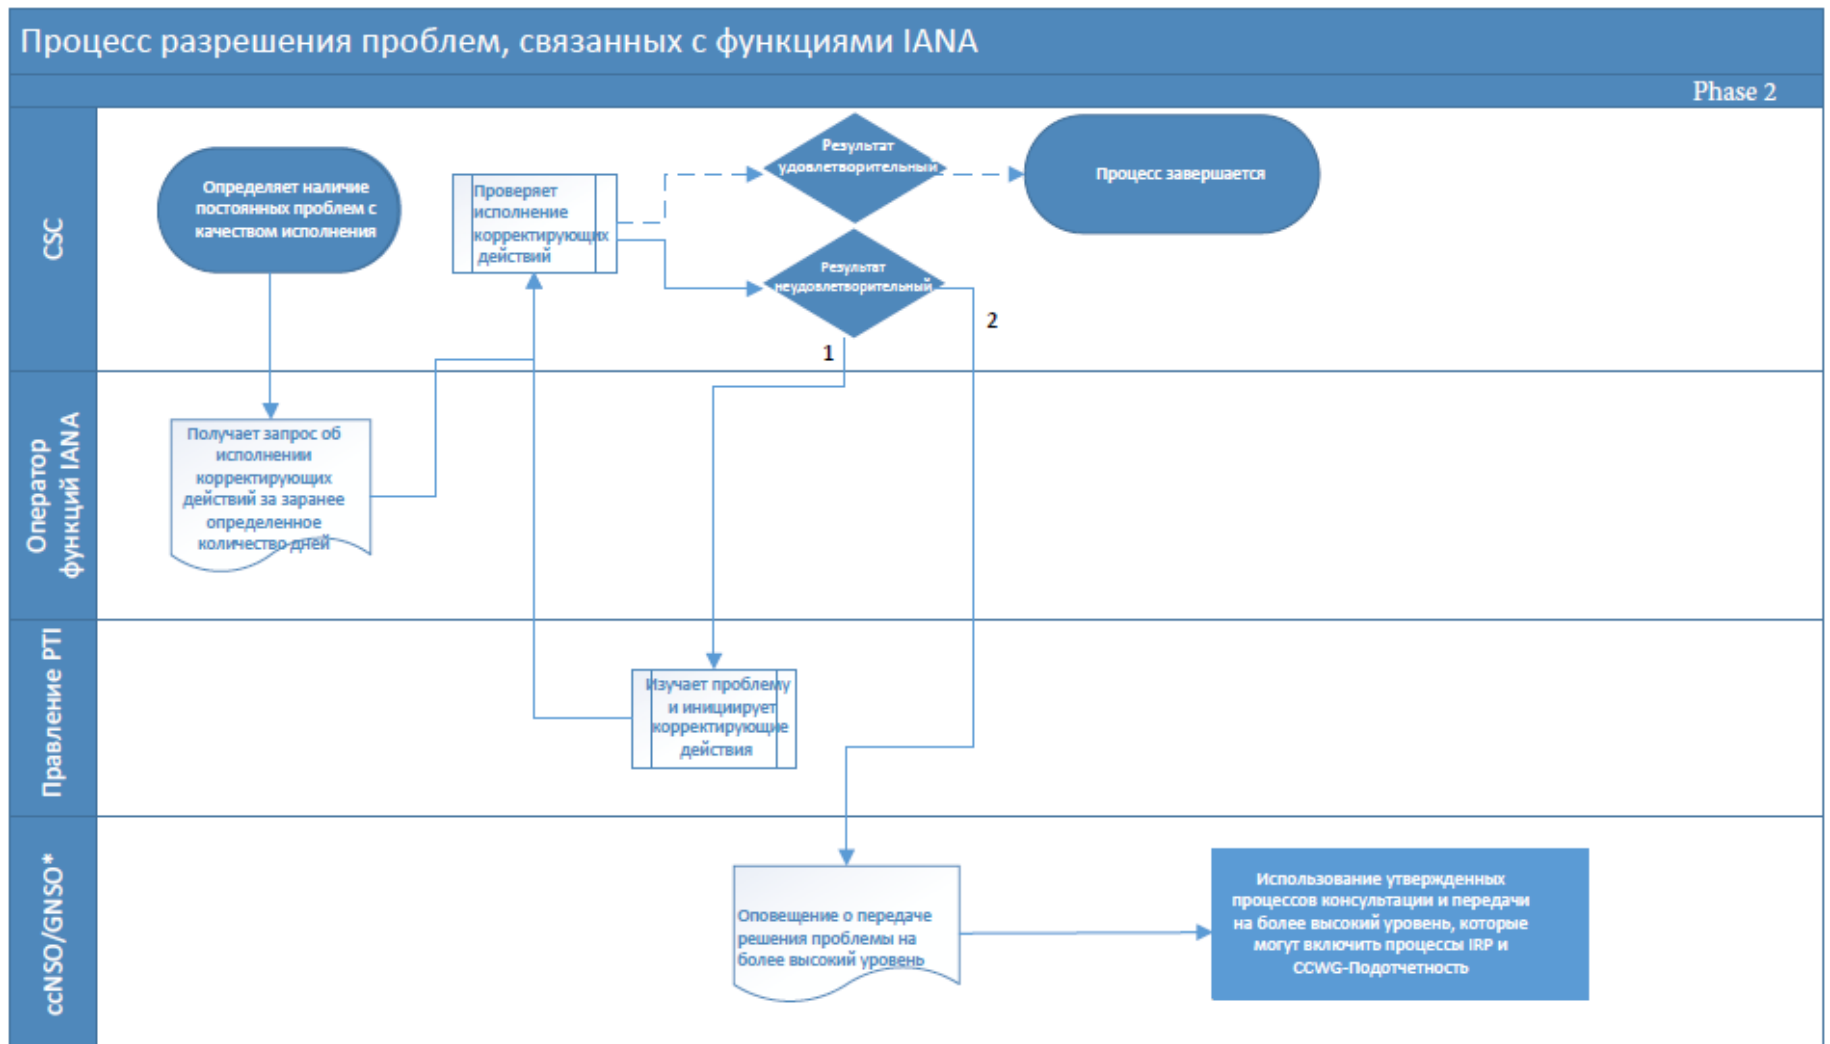 Процесс разрешения проблем, связанных с функциями IANA
Phase 2
CSC
Определяет наличие
постоянных проблем с
качеством исполнения
Проверяет
исполнение
корректирующих
действий
Результат
удовлетворительный
Процесс завершается
Результат
неудовлетворительный
1
2
Оператор
функций IANA
Получает запрос об
исполнении
корректирующих
действий за заранее
определенное
количество дней
Правление PTI
Изучает проблему
и инициирует
корректирующие
действия
ccNSO/GNSO*
Оповещение о передаче
решения проблемы на
более высокий уровень
Использование утвержденных
процессов консультации и передачи
на более высокий уровень, которые
могут включить процессы IRP и
CCWG-Подотчетность